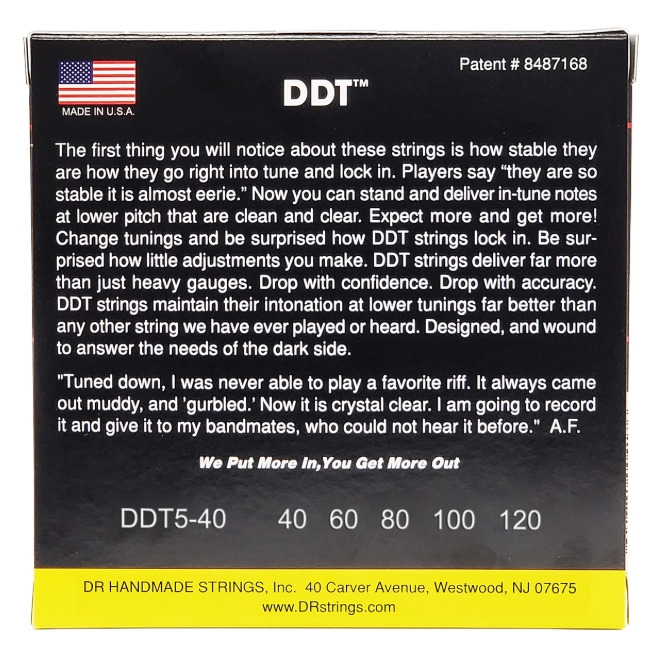 Patent # 8487168
MADE IN U.S.A.
DDT™
The first thing you will notice about these strings is how stable they
are how they go right into tune and lock in. Players say “they are so
stable it is almost eerie.” Now you can stand and deliver in-tune notes
at lower pitch that are clean and clear. Expect more and get more!
Change tunings and be surprised how DDT strings lock in. Be sur-
prised how little adjustments you make. DDT strings deliver far more
than just heavy gauges. Drop with confidence. Drop with accuracy.
DDT strings maintain their intonation at lower tunings far better than
any other string we have ever played or heard. Designed, and wound
to answer the needs of the dark side.
"Tuned down, I was never able to play a favorite riff. It always came
out muddy, and 'gurbled.’ Now it is crystal clear. I am going to record
it and give it to my bandmates, who could not hear it before." A.F.
We Put More In,You Get More Out
DDT5-40 40 60 80 100 120
DR HANDMADE STRINGS, Inc. 40 Carver Avenue, Westwood, NJ 07675
www.DRstrings.com